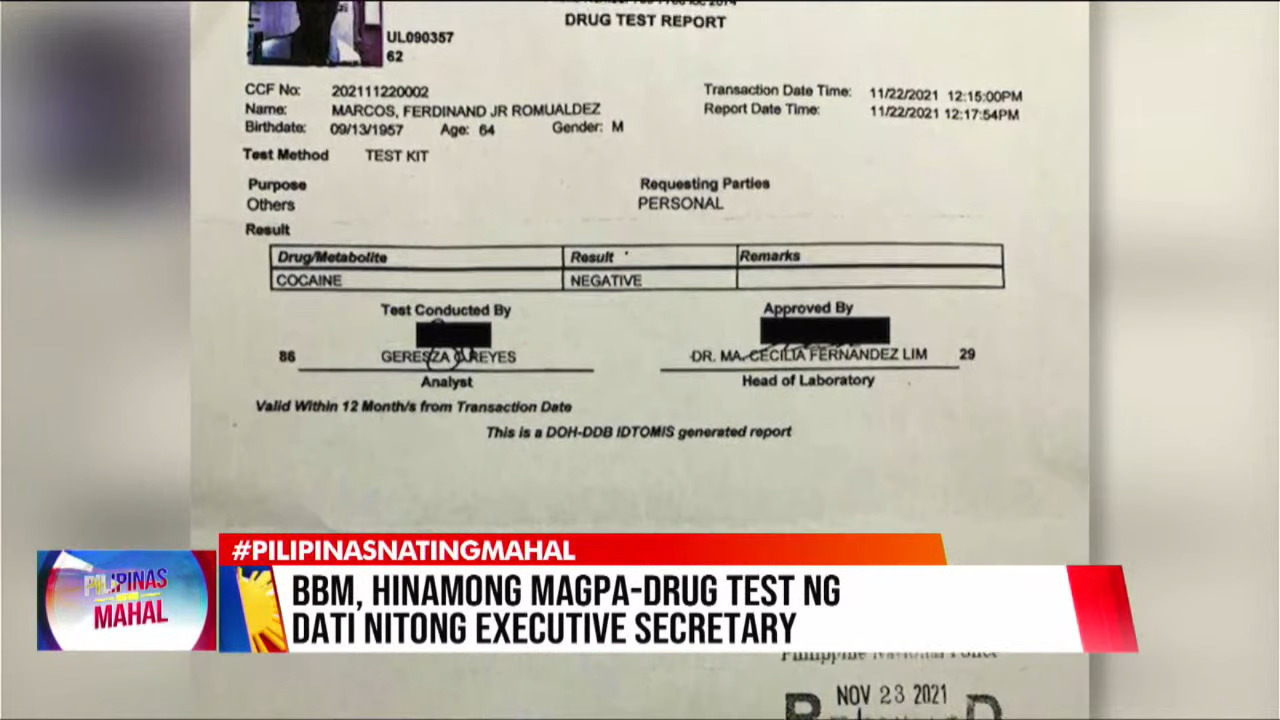 DRUG TEST REPORT
UL090357
62
CCF No: 202111220002 Transaction Date Time: 11/22/2021 12:15:00PM
Name: MARCOS, FERDINAND JR ROMUALDEZ Report Date Time: 11/22/2021 12:17:54PM
Birthdate: 09/13/1957 Age: 64 Gender: M
Test Method TEST KIT
Purpose Requesting Parties
Others PERSONAL
Result
Drug/Metabolite Result Remarks
COCAINE NEGATIVE
Test Conducted By Approved By
86 REYES DR. MA. CECILIA FERNANDEZ LIM 29
Analyst Head of Laboratory
Valid Within 12 Month/s from Transaction Date
This is a DOH-DDB IDTOMIS generated report
#PILIPINASNATINGMAHAL
PILIPINAS
MAHAL
BBM, HINAMONG MAGPA-DRUG TEST NG
DATI NITONG EXECUTIVE SECRETARY
Philippine National Police
NOV 23 2021